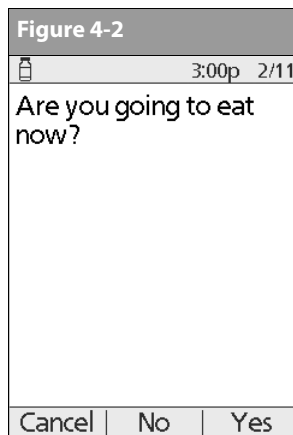 Figure 4-2
3:00p 2/11
Are you going to eat
now?
Cancel | No | Yes